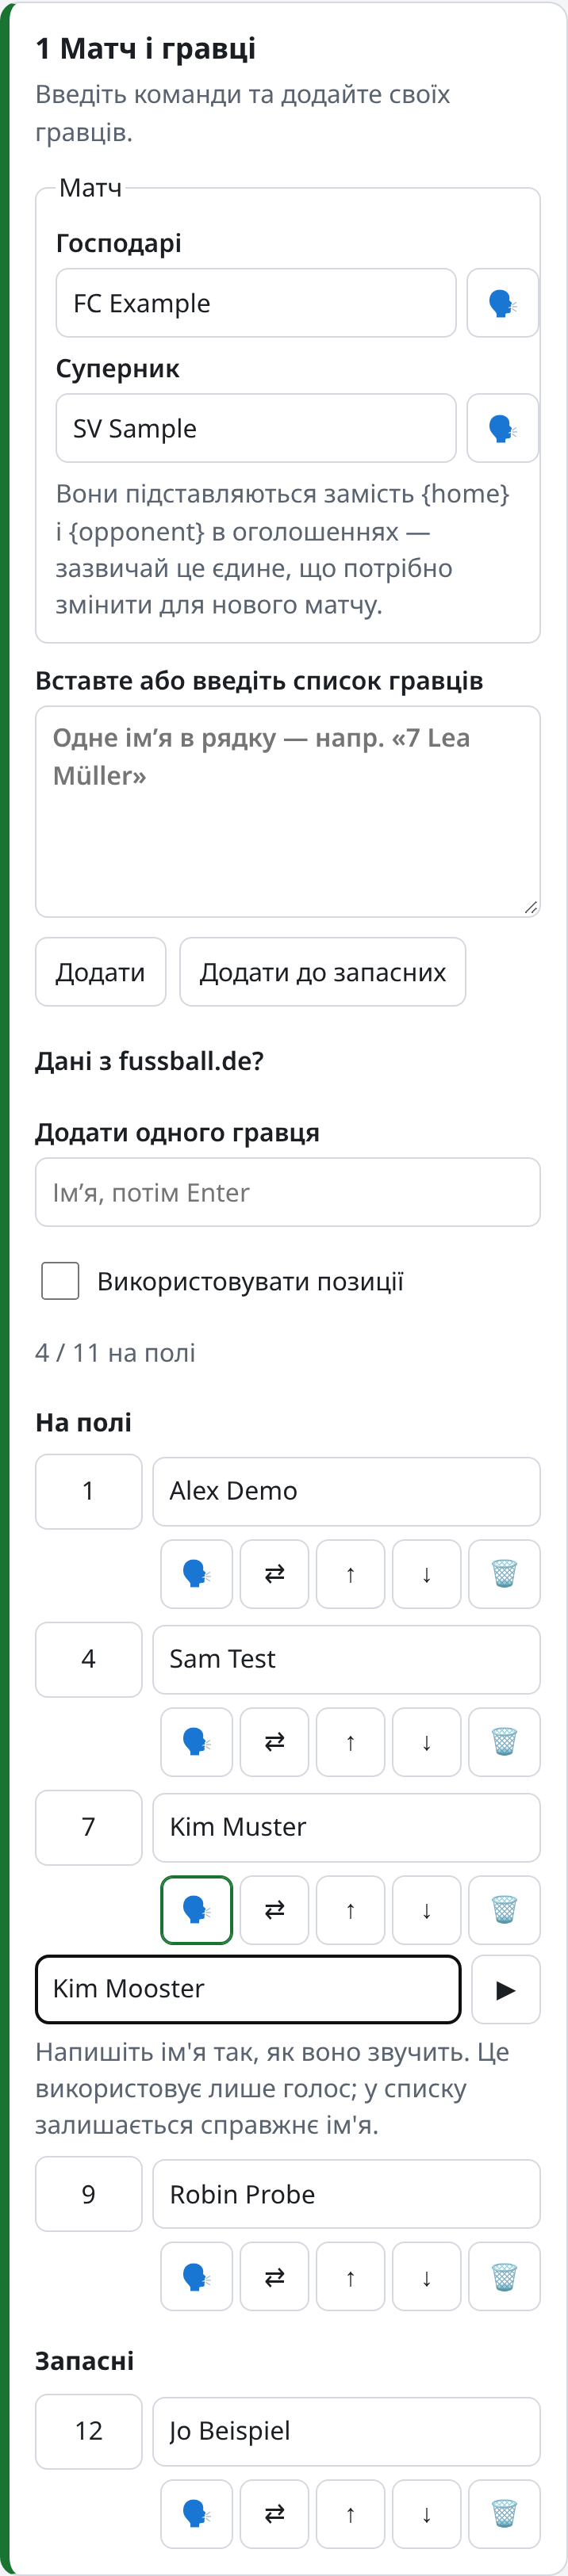 1 Матч і гравці
Введіть команди та додайте своїх
гравців.
Матч
Господарі
FC Example
Суперник
SV Sample
Вони підставляються замість {home}
і {opponent} в оголошеннях —
зазвичай це єдине, що потрібно
змінити для нового матчу.
Вставте або введіть список гравців
Одне ім’я в рядку — напр. «7 Lea
Müller»
Додати
Додати до запасних
Дані з fussball.de?
Додати одного гравця
Ім’я, потім Enter
Використовувати позиції
4 / 11 на полі
На полі
1 Alex Demo
⇄ ↑ ↓
4 Sam Test
⇄ ↑ ↓
7 Kim Muster
⇄ ↑ ↓
Kim Mooster ▶
Напишіть ім'я так, як воно звучить. Це
використовує лише голос; у списку
залишається справжнє ім'я.
9 Robin Probe
⇄ ↑ ↓
Запасні
12 Jo Beispiel
⇄ ↑ ↓